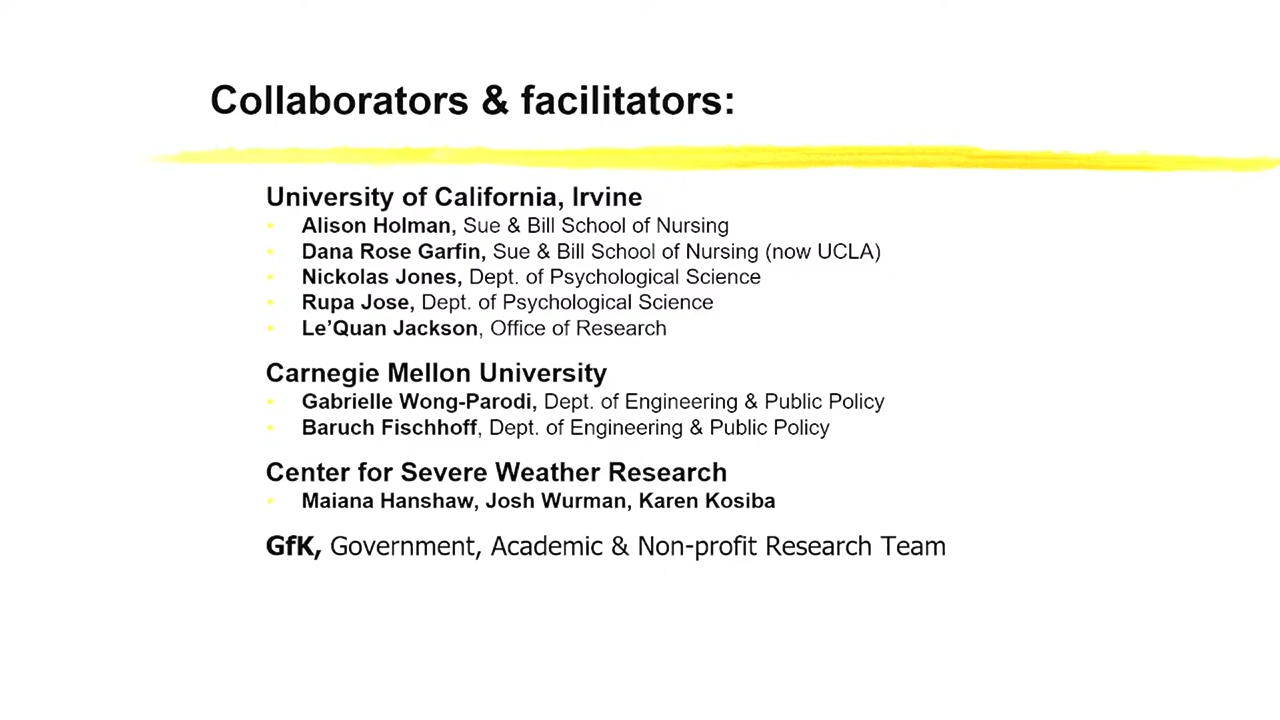 Collaborators & facilitators:
University of California, Irvine
• Alison Holman, Sue & Bill School of Nursing
• Dana Rose Garfin, Sue & Bill School of Nursing (now UCLA)
• Nickolas Jones, Dept. of Psychological Science
• Rupa Jose, Dept. of Psychological Science
• Le’Quan Jackson, Office of Research
Carnegie Mellon University
• Gabrielle Wong-Parodi, Dept. of Engineering & Public Policy
• Baruch Fischhoff, Dept. of Engineering & Public Policy
Center for Severe Weather Research
• Maiana Hanshaw, Josh Wurman, Karen Kosiba
GfK, Government, Academic & Non-profit Research Team